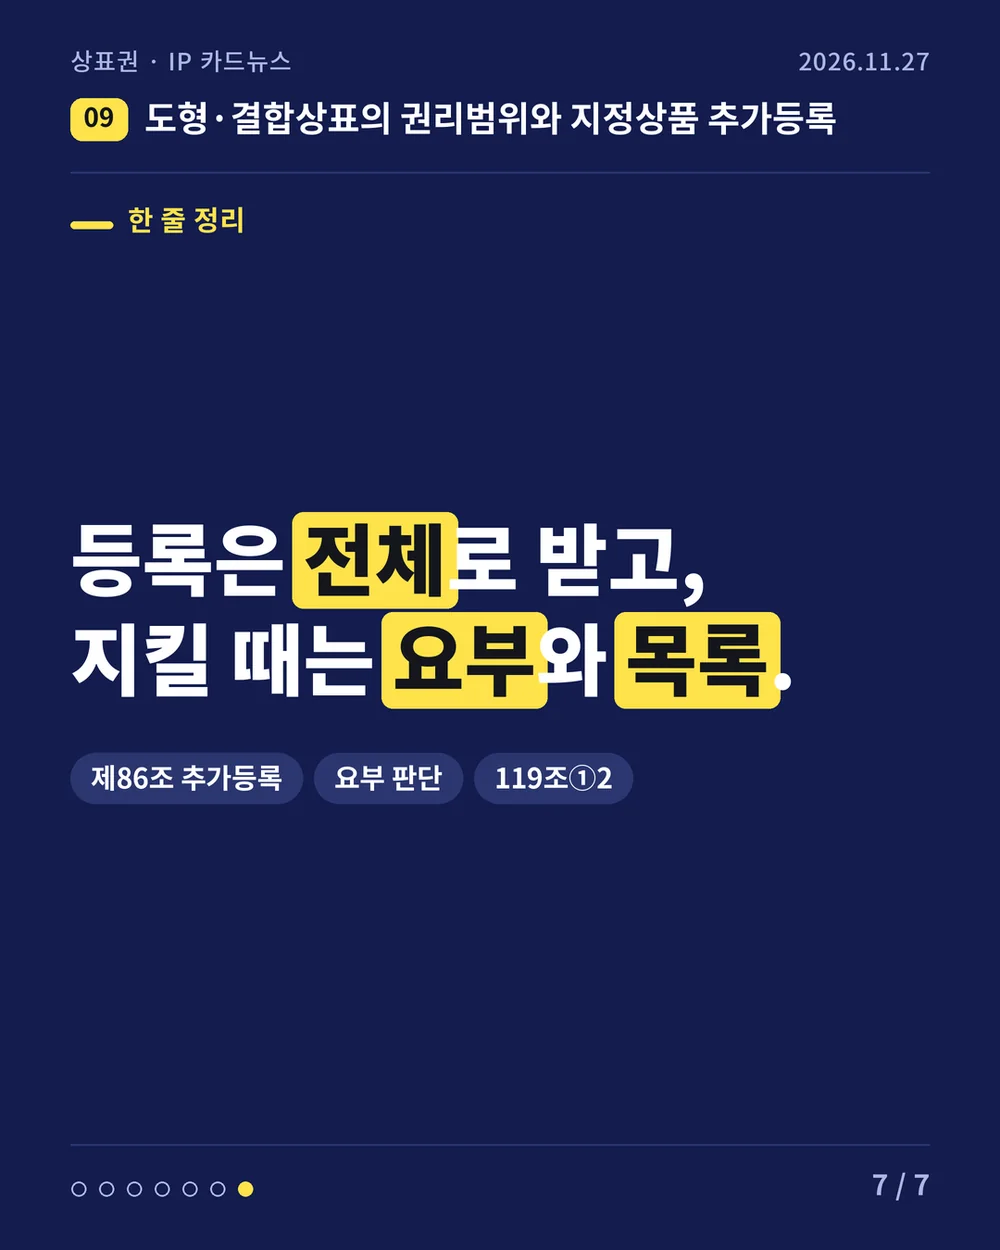 상표권 · IP 카드뉴스
2026.11.27
09 도형·결합상표의 권리범위와 지정상품 추가등록
한 줄 정리
등록은 전체로 받고,
지킬 때는 요부와 목록.
제86조 추가등록 요부 판단 119조①2
7 / 7